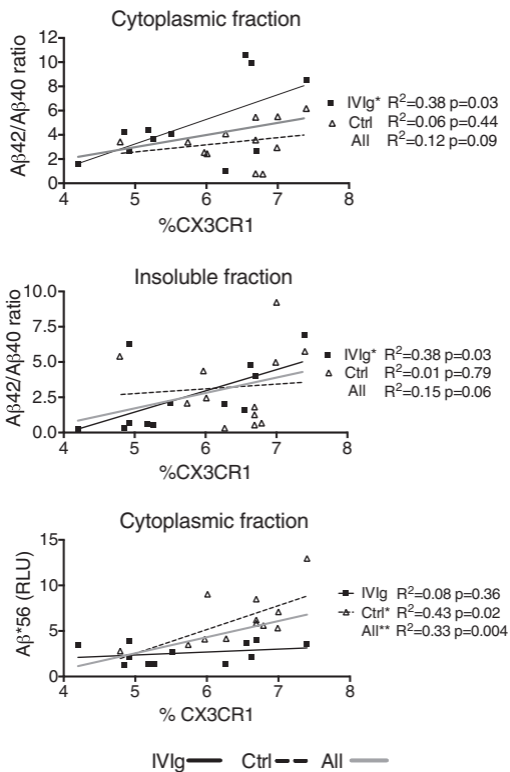 Cytoplasmic fraction
Aβ42/Aβ40 ratio
12
10
8
6
4
2
0
4 5 6 7 8
%CX3CR1
IVIg* R²=0.38 p=0.03
Ctrl R²=0.06 p=0.44
All R²=0.12 p=0.09
Insoluble fraction
Aβ42/Aβ40 ratio
10.0
7.5
5.0
2.5
0.0
4 5 6 7 8
%CX3CR1
IVIg* R²=0.38 p=0.03
Ctrl R²=0.01 p=0.79
All R²=0.15 p=0.06
Cytoplasmic fraction
Aβ*56 (RLU)
15
10
5
0
4 5 6 7 8
% CX3CR1
IVIg R²=0.08 p=0.36
Ctrl* R²=0.43 p=0.02
All** R²=0.33 p=0.004
IVIg Ctrl All